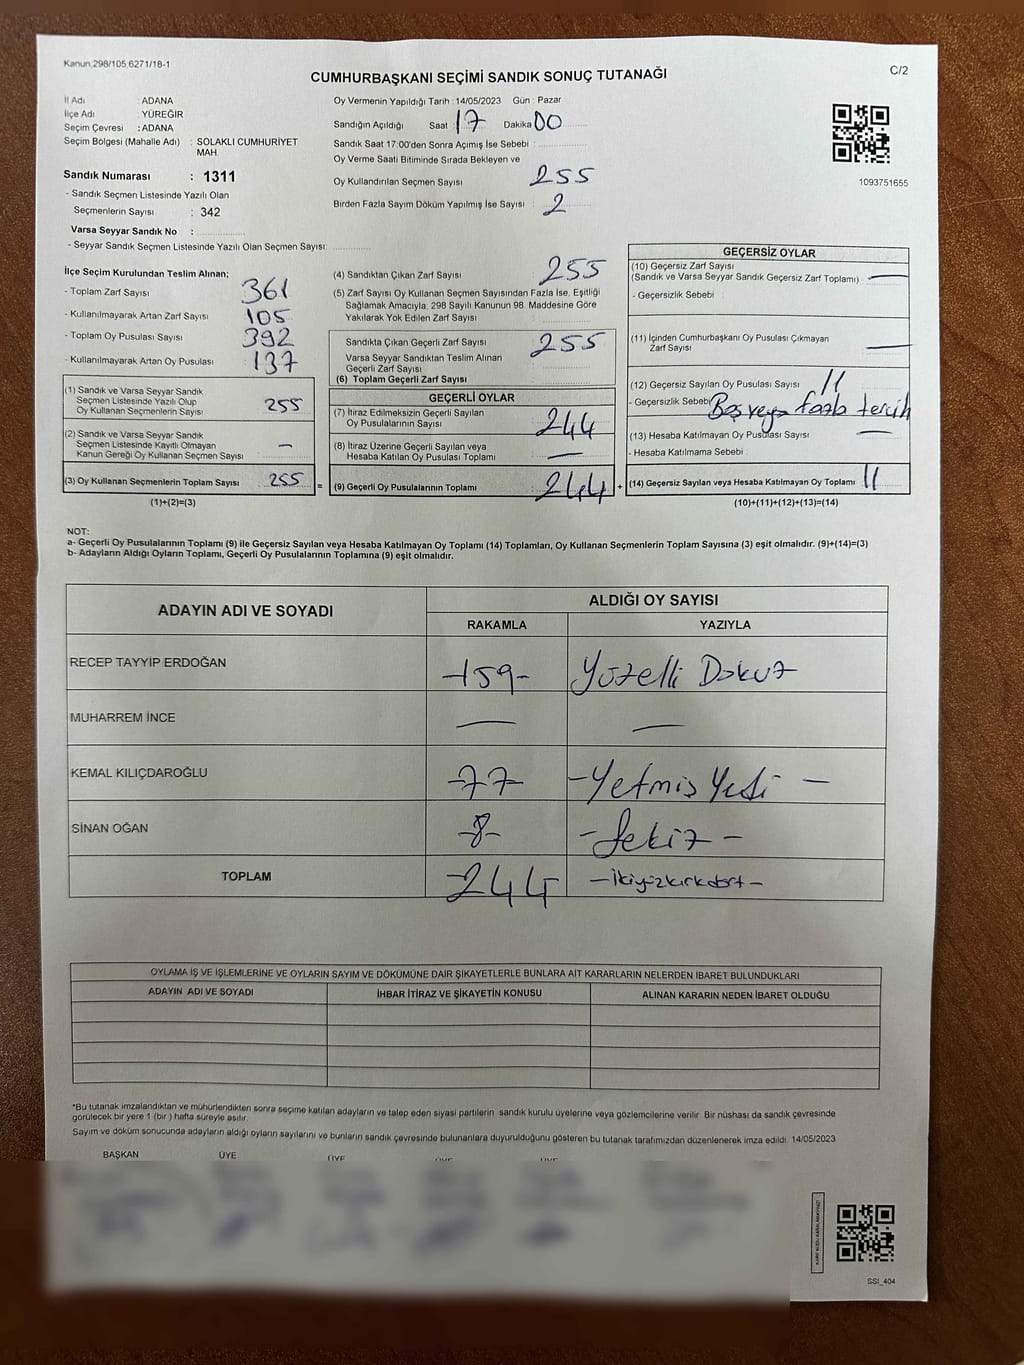 Kanun:298/105,6271/18-1
CUMHURBAŞKANI SEÇİMİ SANDIK SONUÇ TUTANAĞI
C/2
İl Adı : ADANA
İlçe Adı : YÜREĞİR
Seçim Çevresi : ADANA
Seçim Bölgesi (Mahalle Adı) : SOLAKLI CUMHURİYET
MAH.
Sandık Numarası : 1311
- Sandık Seçmen Listesinde Yazılı Olan
Seçmenlerin Sayısı : 342
Varsa Seyyar Sandık No :
- Seyyar Sandık Seçmen Listesinde Yazılı Olan Seçmen Sayısı:
Oy Vermenin Yapıldığı Tarih :14/05/2023 Gün : Pazar
Sandığın Açıldığı Saat 17 Dakika 00
Sandık Saat 17:00'den Sonra Açımış İse Sebebi :
Oy Verme Saati Bitiminde Sırada Bekleyen ve
Oy Kullandırılan Seçmen Sayısı 255
Birden Fazla Sayım Döküm Yapılmış İse Sayısı : 2
1093751655
İlçe Seçim Kurulundan Teslim Alınan;
- Toplam Zarf Sayısı 361
- Kullanılmayarak Artan Zarf Sayısı : 105
- Toplam Oy Pusulası Sayısı : 392
- Kullanılmayarak Artan Oy Pusulası : 137
(1) Sandık ve Varsa Seyyar Sandık
Seçmen Listesinde Yazılı Olup
Oy Kullanan Seçmenlerin Sayısı 255
(2) Sandık ve Varsa Seyyar Sandık
Seçmen Listesinde Kayıtlı Olmayan
Kanun Gereği Oy Kullanan Seçmen Sayısı –
(3) Oy Kullanan Seçmenlerin Toplam Sayısı 255 =
(1)+(2)=(3)
(4) Sandıktan Çıkan Zarf Sayısı 255
(5) Zarf Sayısı Oy Kullanan Seçmen Sayısından Fazla İse, Eşitliği
Sağlamak Amacıyla, 298 Sayılı Kanunun 98. Maddesine Göre
Yakılarak Yok Edilen Zarf Sayısı
Sandıkta Çıkan Geçerli Zarf Sayısı 255
Varsa Seyyar Sandıktan Teslim Alınan
Geçerli Zarf Sayısı
(6) Toplam Geçerli Zarf Sayısı
GEÇERLİ OYLAR
(7) İtiraz Edilmeksizin Geçerli Sayılan
Oy Pusulalarının Sayısı 244
(8) İtiraz Üzerine Geçerli Sayılan veya
Hesaba Katılan Oy Pusulası Toplamı —
(9) Geçerli Oy Pusulalarının Toplamı 244 +
GEÇERSİZ OYLAR
(10) Geçersiz Zarf Sayısı
(Sandık ve Varsa Seyyar Sandık Geçersiz Zarf Toplamı) : —
- Geçersizlik Sebebi :
(11) İçinden Cumhurbaşkanı Oy Pusulası Çıkmayan
Zarf Sayısı —
(12) Geçersiz Sayılan Oy Pusulası Sayısı 11
- Geçersizlik Sebebi Boş veya fazla tercih
(13) Hesaba Katılmayan Oy Pusulası Sayısı —
- Hesaba Katılmama Sebebi :
(14) Geçersiz Sayılan veya Hesaba Katılmayan Oy Toplamı 11
(10)+(11)+(12)+(13)=(14)
NOT:
a- Geçerli Oy Pusulalarının Toplamı (9) ile Geçersiz Sayılan veya Hesaba Katılmayan Oy Toplamı (14) Toplamları, Oy Kullanan Seçmenlerin Toplam Sayısına (3) eşit olmalıdır. (9)+(14)=(3)
b- Adayların Aldığı Oyların Toplamı, Geçerli Oy Pusulalarının Toplamına (9) eşit olmalıdır.
ADAYIN ADI VE SOYADI ALDIĞI OY SAYISI
RAKAMLA YAZIYLA
RECEP TAYYİP ERDOĞAN -159- Yüzelli Dokuz
MUHARREM İNCE — —
KEMAL KILIÇDAROĞLU -77- -Yetmiş Yedi -
SİNAN OĞAN -8- -Sekiz -
TOPLAM -244 -ikiyüzkırkdört-
OYLAMA İŞ VE İŞLEMLERİNE VE OYLARIN SAYIM VE DÖKÜMÜNE DAİR ŞİKAYETLERLE BUNLARA AİT KARARLARIN NELERDEN İBARET BULUNDUKLARI
ADAYIN ADI VE SOYADI İHBAR İTİRAZ VE ŞİKAYETİN KONUSU ALINAN KARARIN NEDEN İBARET OLDUĞU
*Bu tutanak imzalandıktan ve mühürlendikten sonra seçime katılan adayların ve talep eden siyasi partilerin sandık kurulu üyelerine veya gözlemcilerine verilir. Bir nüshası da sandık çevresinde
görülecek bir yere 1 (bir) hafta süreyle asılır.
Sayım ve döküm sonucunda adayların aldığı oyların sayılarını ve bunların sandık çevresinde bulunanlara duyurulduğunu gösteren bu tutanak tarafımızdan düzenlenerek imza edildi. 14/05/2023
BAŞKAN ÜYE ÜYE ÜYE ÜYE
SSİ_404